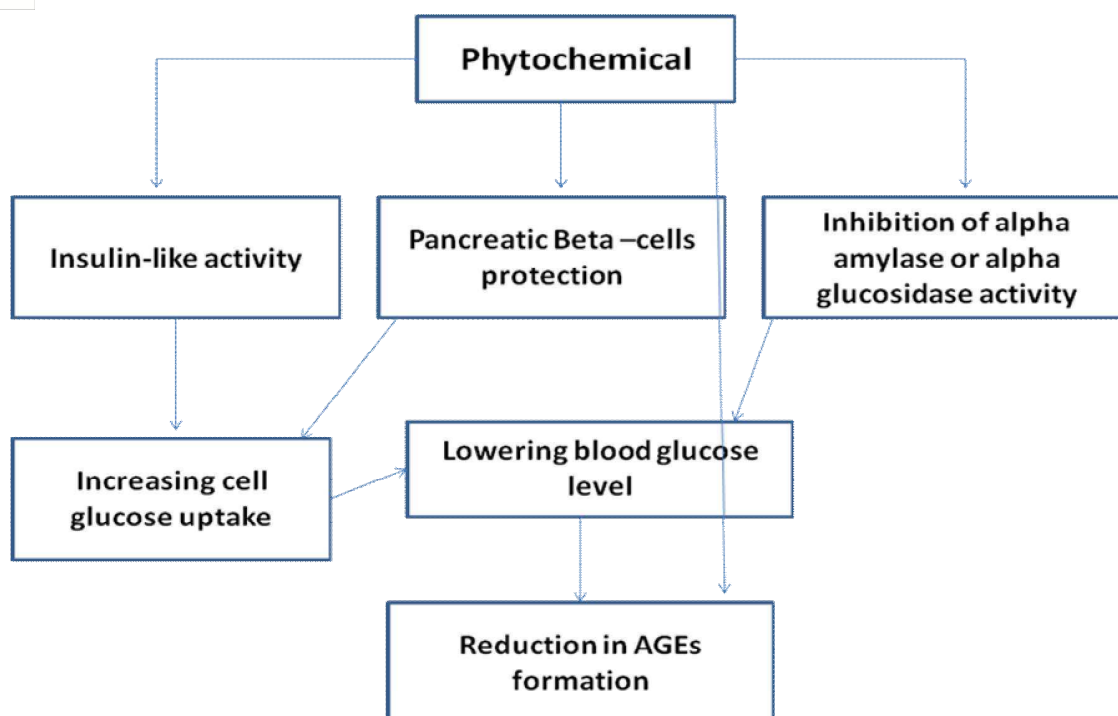 Phytochemical
Insulin-like activity
Pancreatic Beta –cells
protection
Inhibition of alpha
amylase or alpha
glucosidase activity
Increasing cell
glucose uptake
Lowering blood glucose
level
Reduction in AGEs
formation